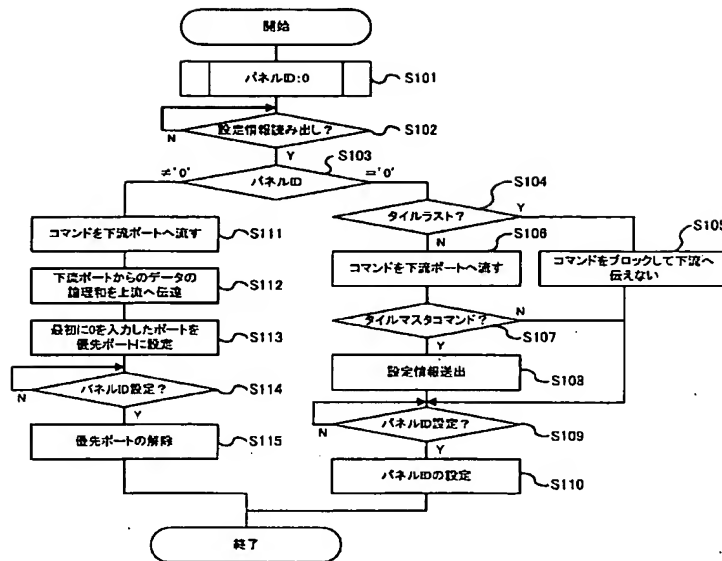 開始
パネルID:0
S101
設定情報読み出し?
S102
N
Y
S103
≠'0'
パネルID
='0'
S104
タイルラスト?
Y
N
S105
コマンドをブロックして下流へ
伝えない
S106
コマンドを下流ポートへ流す
タイルマスタコマンド?
N
S107
Y
設定情報送出
S108
パネルID設定?
N
S109
Y
パネルIDの設定
S110
コマンドを下流ポートへ流す
S111
下流ポートからのデータの
論理和を上流へ伝達
S112
最初に0を入力したポートを
優先ポートに設定
S113
パネルID設定?
N
S114
Y
優先ポートの解除
S115
終了